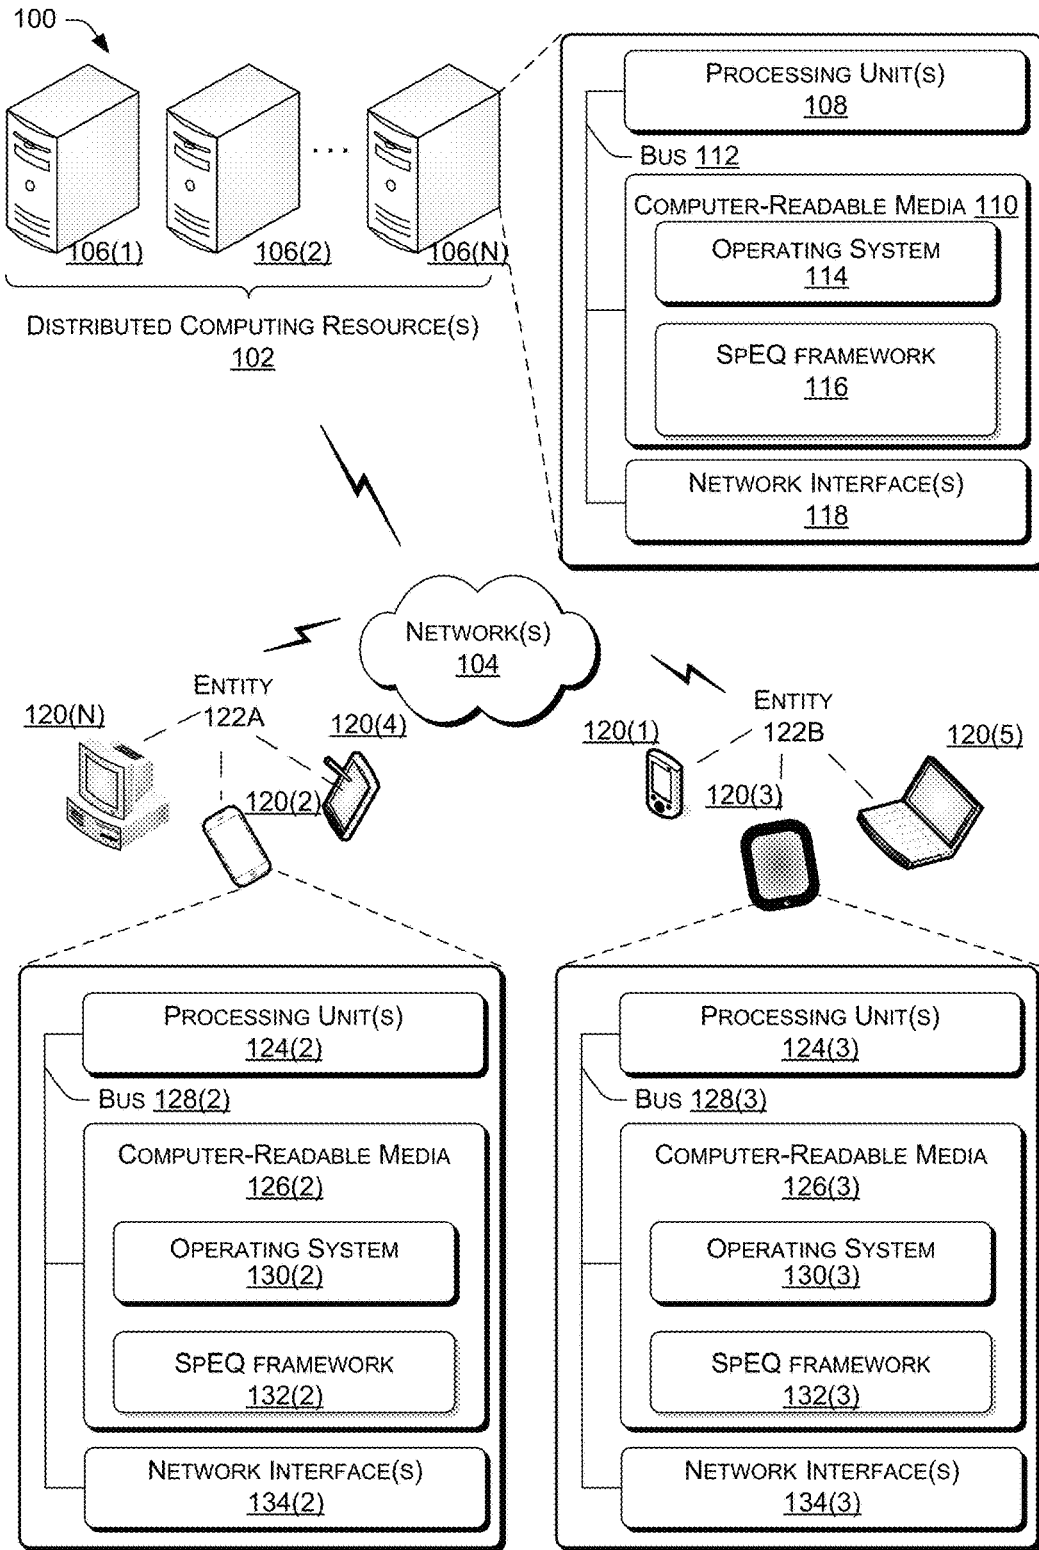 100
106(1)
106(2)
...
106(N)
DISTRIBUTED COMPUTING RESOURCE(S)
102
PROCESSING UNIT(S)
108
BUS 112
COMPUTER-READABLE MEDIA 110
OPERATING SYSTEM
114
SPEQ FRAMEWORK
116
NETWORK INTERFACE(S)
118
NETWORK(S)
104
ENTITY
122A
120(N)
120(2)
120(4)
ENTITY
122B
120(1)
120(3)
120(5)
PROCESSING UNIT(S)
124(2)
BUS 128(2)
COMPUTER-READABLE MEDIA
126(2)
OPERATING SYSTEM
130(2)
SPEQ FRAMEWORK
132(2)
NETWORK INTERFACE(S)
134(2)
PROCESSING UNIT(S)
124(3)
BUS 128(3)
COMPUTER-READABLE MEDIA
126(3)
OPERATING SYSTEM
130(3)
SPEQ FRAMEWORK
132(3)
NETWORK INTERFACE(S)
134(3)